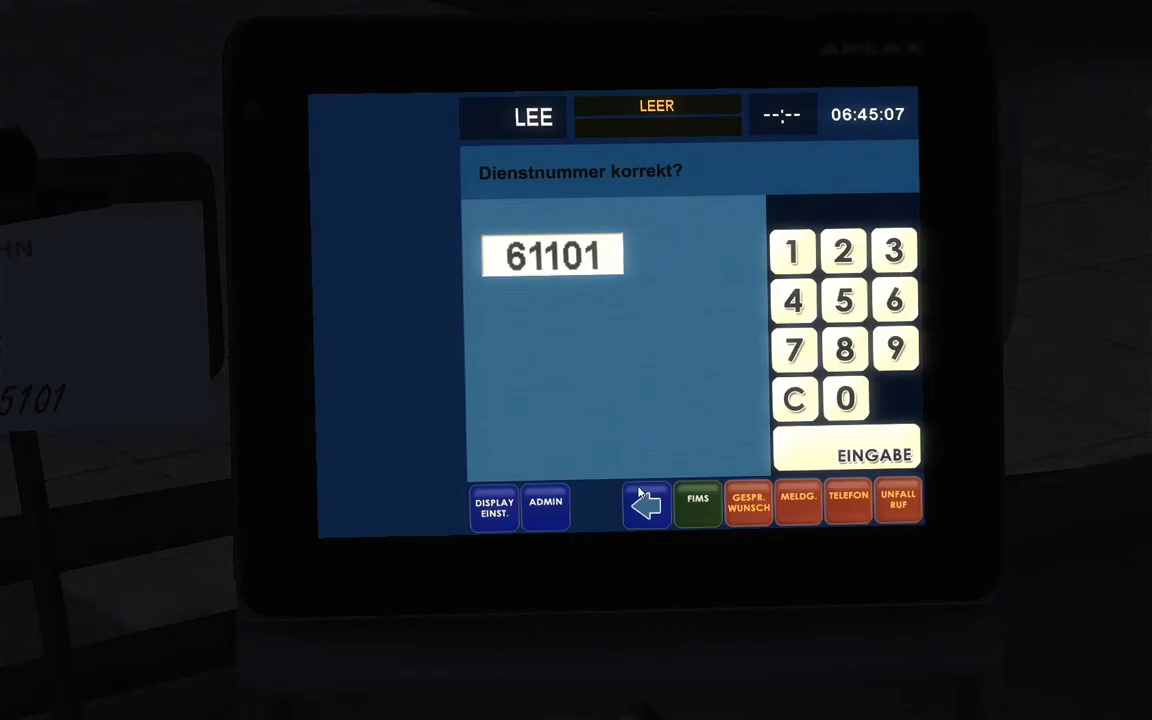 LEE
LEER
--:--
06:45:07
Dienstnummer korrekt?
61101
1 2 3
4 5 6
7 8 9
C 0
EINGABE
DISPLAY
EINST.
ADMIN
FIMS
GESPR.
WUNSCH
MELDG.
TELEFON
UNFALL
RUF
HN
5101